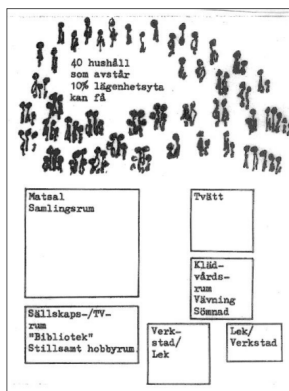 40 hushåll
som avstår
10% lägenhetsyta
kan få
Matsal
Samlingsrum
Tvätt
Kläd-
vårds-
rum
Vävning
Sömnad
Sällskaps-/TV-
rum
"Bibliotek"
Stillsamt hobbyrum.
Verk-
stad/
Lek
Lek/
Verkstad